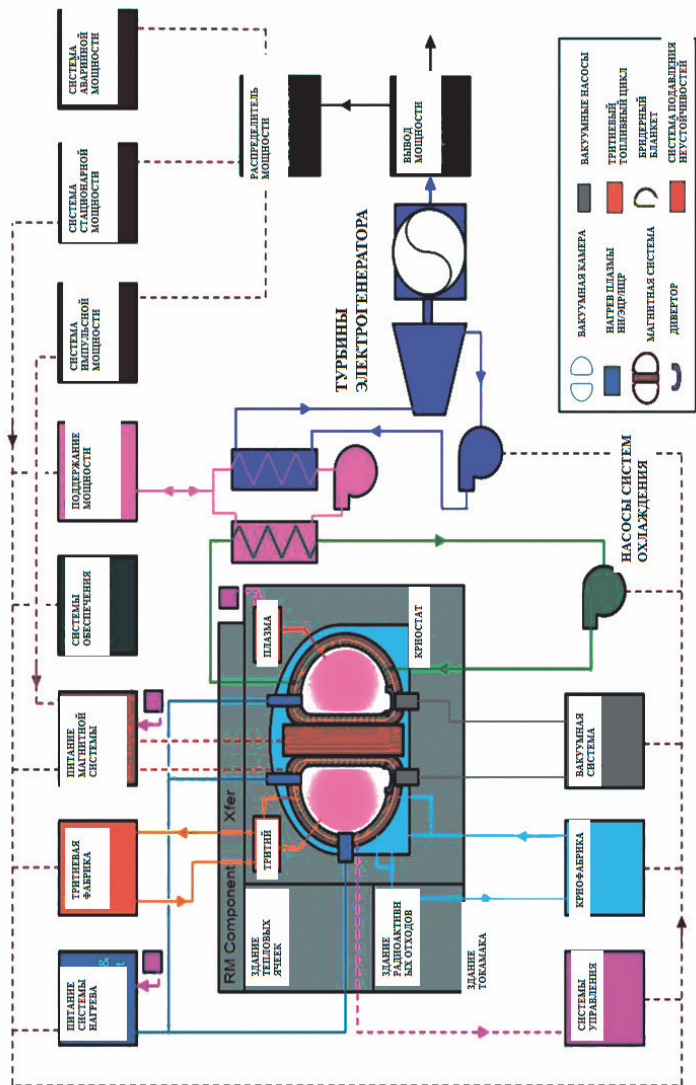 ПИТАНИЕ
СИСТЕМЫ
НАГРЕВА
&
t
ТРИТИЕВАЯ
ФАБРИКА
ПИТАНИЕ
МАГНИТНОЙ
СИСТЕМЫ
СИСТЕМЫ
ОБЕСПЕЧЕНИЯ
ПОДДЕРЖАНИЕ
МОЩНОСТИ
СИСТЕМА
ИМПУЛЬСНОЙ
МОЩНОСТИ
СИСТЕМА
СТАЦИОНАРНОЙ
МОЩНОСТИ
СИСТЕМА
АВАРИЙНОЙ
МОЩНОСТИ
RM Component Xfer
ЗДАНИЕ
ТЕПЛОВЫХ
ЯЧЕЕК
ТРИТИЙ
ПЛАЗМА
КРИОСТАТ
ЗДАНИЕ
РАДИОАКТИВН
ЫХ ОТХОДОВ
ЗДАНИЕ
ТОКАМАКА
ТУРБИНЫ
ЭЛЕКТРОГЕНЕРАТОРА
РАСПРЕДЕЛИТЕЛЬ
МОЩНОСТИ
ВЫВОД
МОЩНОСТИ
НАСОСЫ СИСТЕМ
ОХЛАЖДЕНИЯ
СИСТЕМЫ
УПРАВЛЕНИЯ
КРИОФАБРИКА
ВАКУУМНАЯ
СИСТЕМА
ВАКУУМНАЯ КАМЕРА
НАГРЕВ ПЛАЗМЫ
НИ/ЭЦР/ИЦР
МАГНИТНАЯ СИСТЕМА
ДИВЕРТОР
ВАКУУМНЫЕ НАСОСЫ
ТРИТИЕВЫЙ
ТОПЛИВНЫЙ ЦИКЛ
БРИДЕРНЫЙ
БЛАНКЕТ
СИСТЕМА ПОДАВЛЕНИЯ
НЕУСТОЙЧИВОСТЕЙ